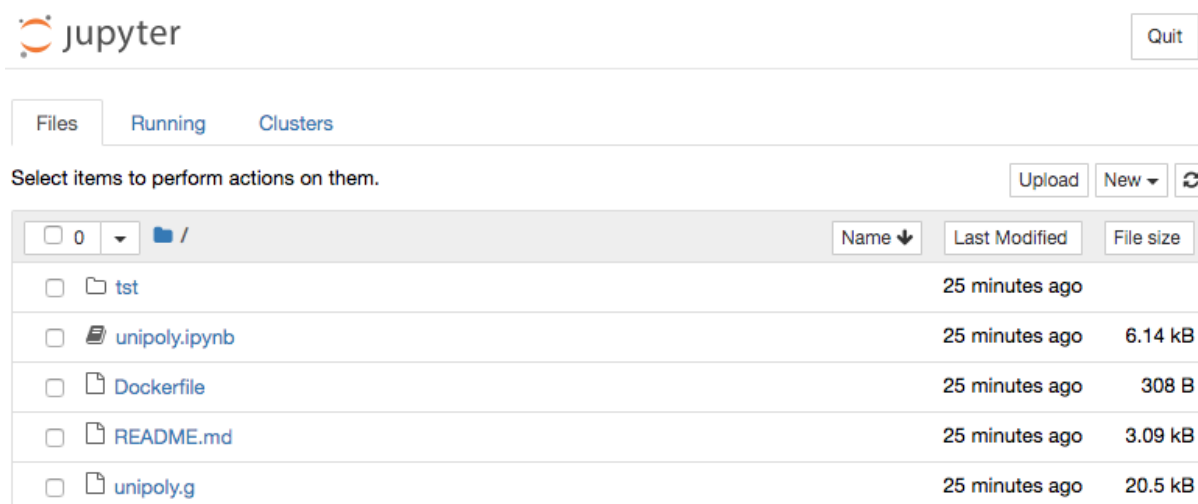 jupyter
Quit
Files Running Clusters
Select items to perform actions on them.
Upload New
0 / Name Last Modified File size
tst 25 minutes ago
unipoly.ipynb 25 minutes ago 6.14 kB
Dockerfile 25 minutes ago 308 B
README.md 25 minutes ago 3.09 kB
unipoly.g 25 minutes ago 20.5 kB